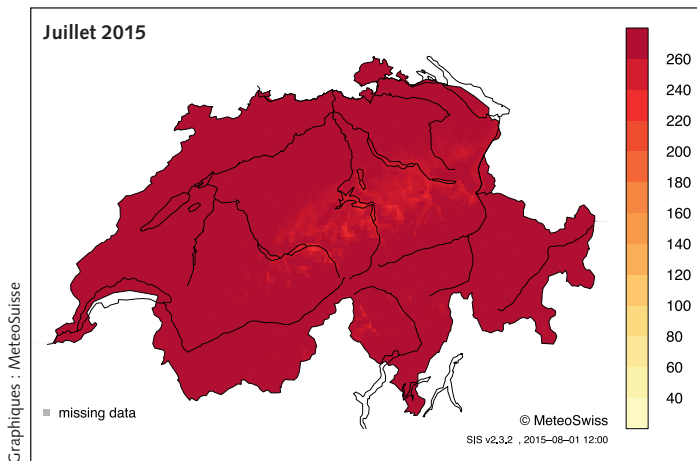 Juillet 2015
260
240
220
200
180
160
140
120
100
80
60
40
missing data
© MeteoSwiss
SIS v2.3.2 , 2015–08–01 12:00
Graphiques : MeteoSuisse